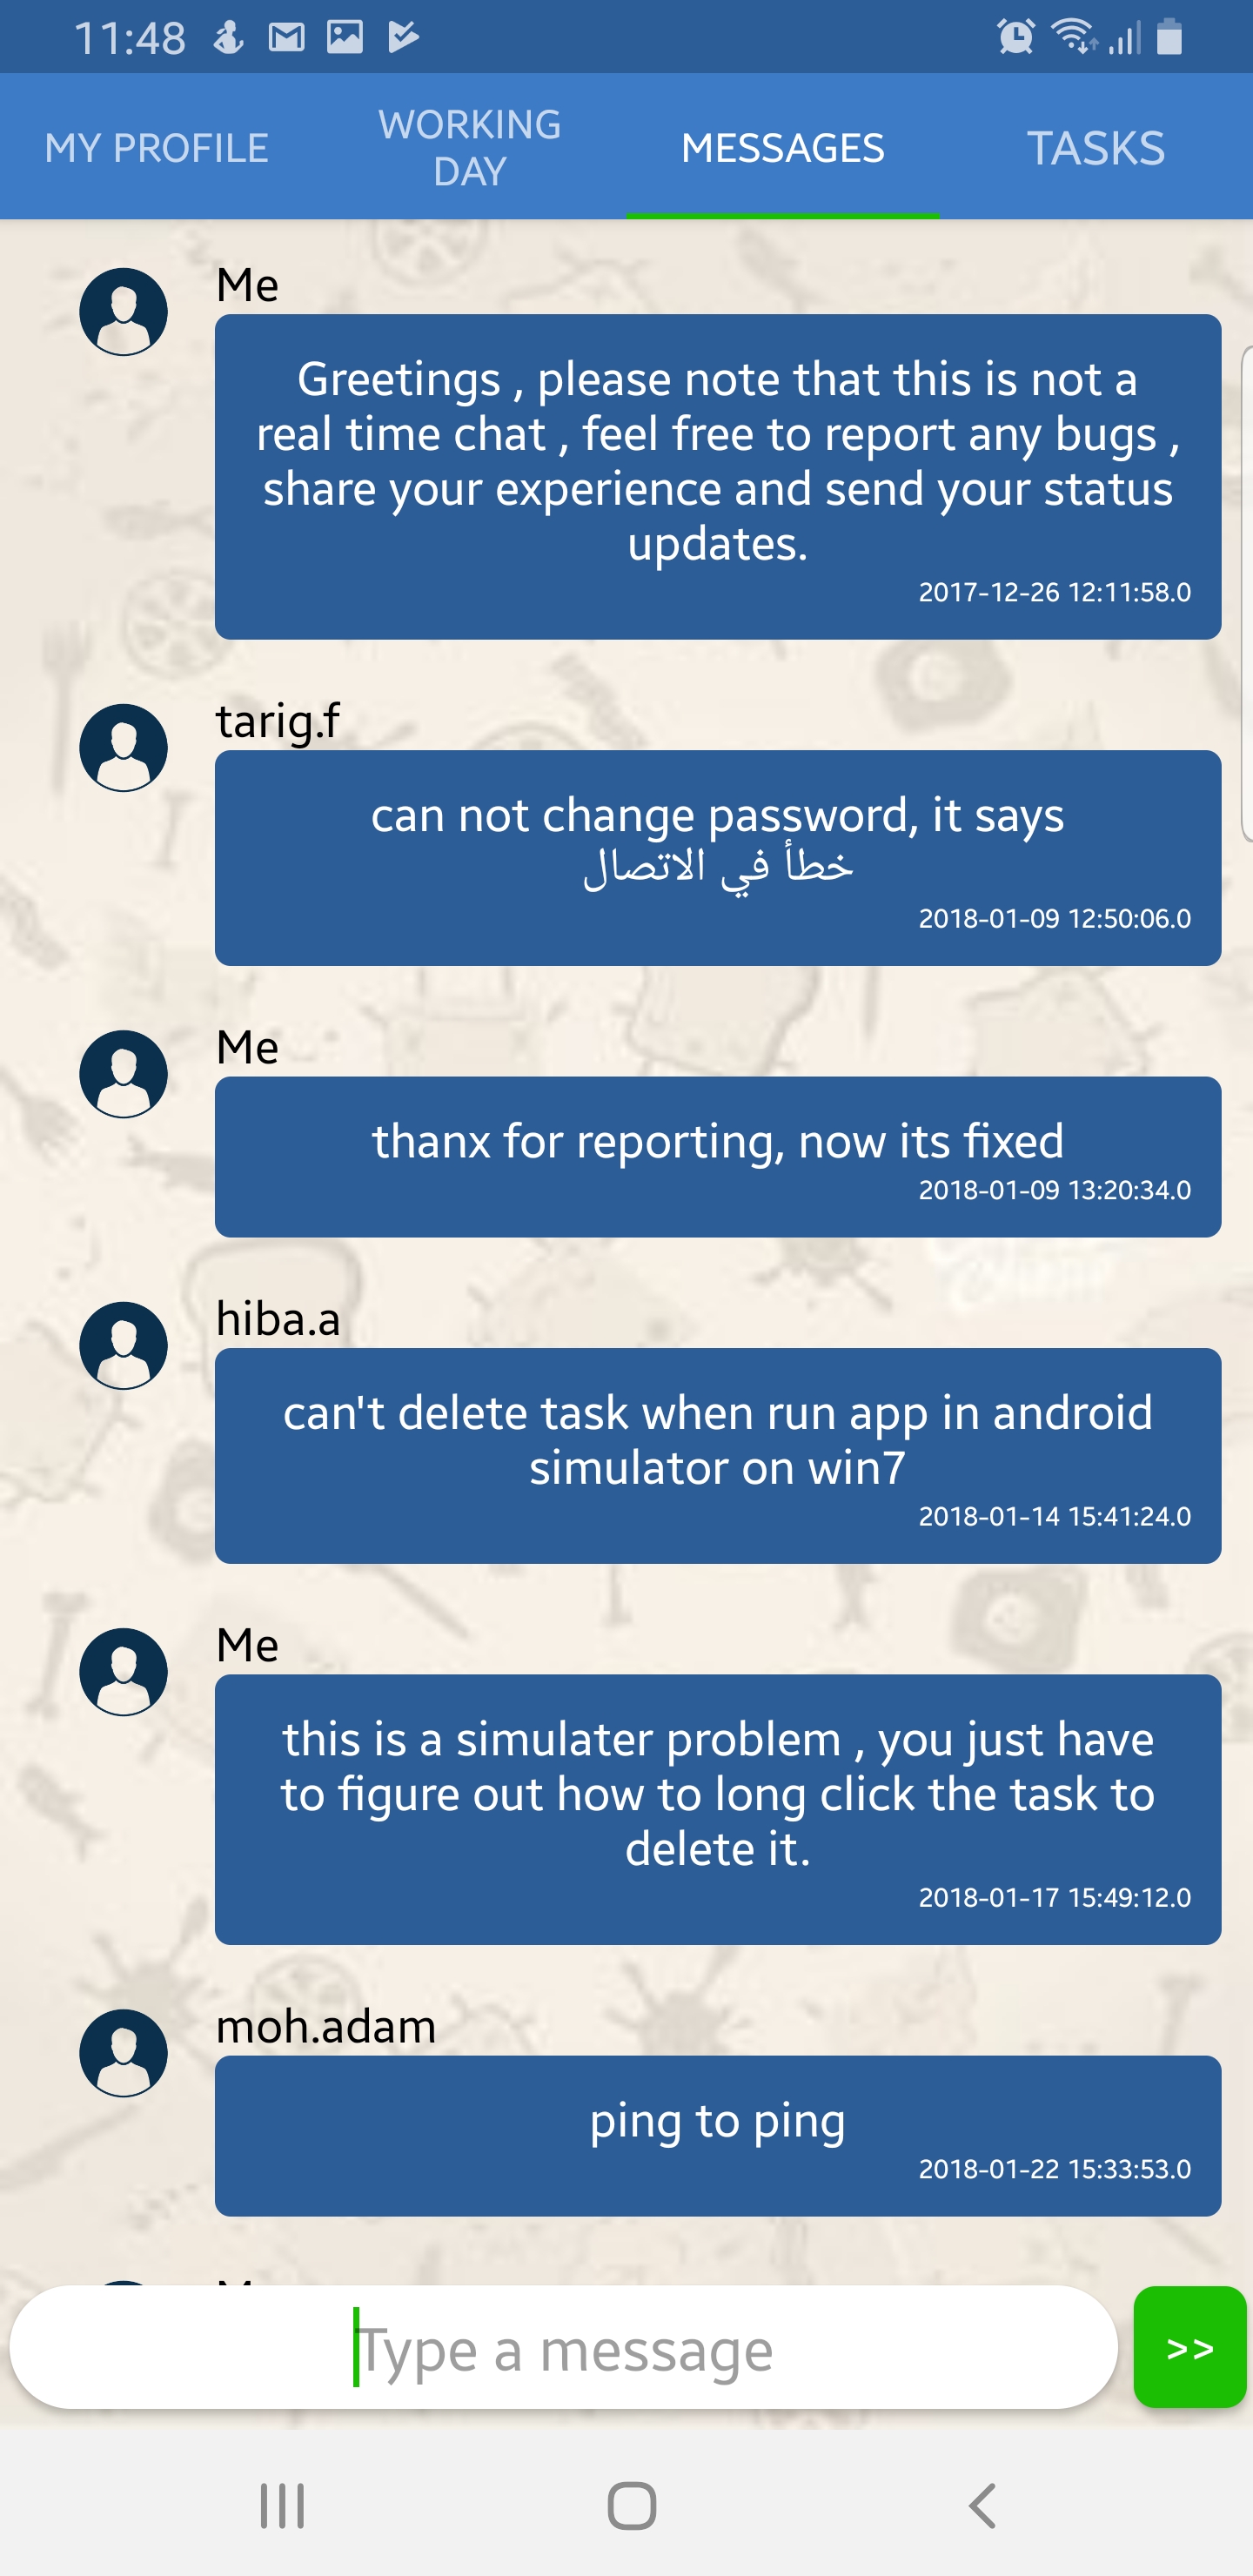 11:48
MY PROFILE
WORKING
DAY
MESSAGES
TASKS
Me
Greetings , please note that this is not a
real time chat , feel free to report any bugs ,
share your experience and send your status
updates.
2017-12-26 12:11:58.0
tarig.f
can not change password, it says
خطأ في الاتصال
2018-01-09 12:50:06.0
Me
thanx for reporting, now its fixed
2018-01-09 13:20:34.0
hiba.a
can't delete task when run app in android
simulator on win7
2018-01-14 15:41:24.0
Me
this is a simulater problem , you just have
to figure out how to long click the task to
delete it.
2018-01-17 15:49:12.0
moh.adam
ping to ping
2018-01-22 15:33:53.0
Type a message
>>